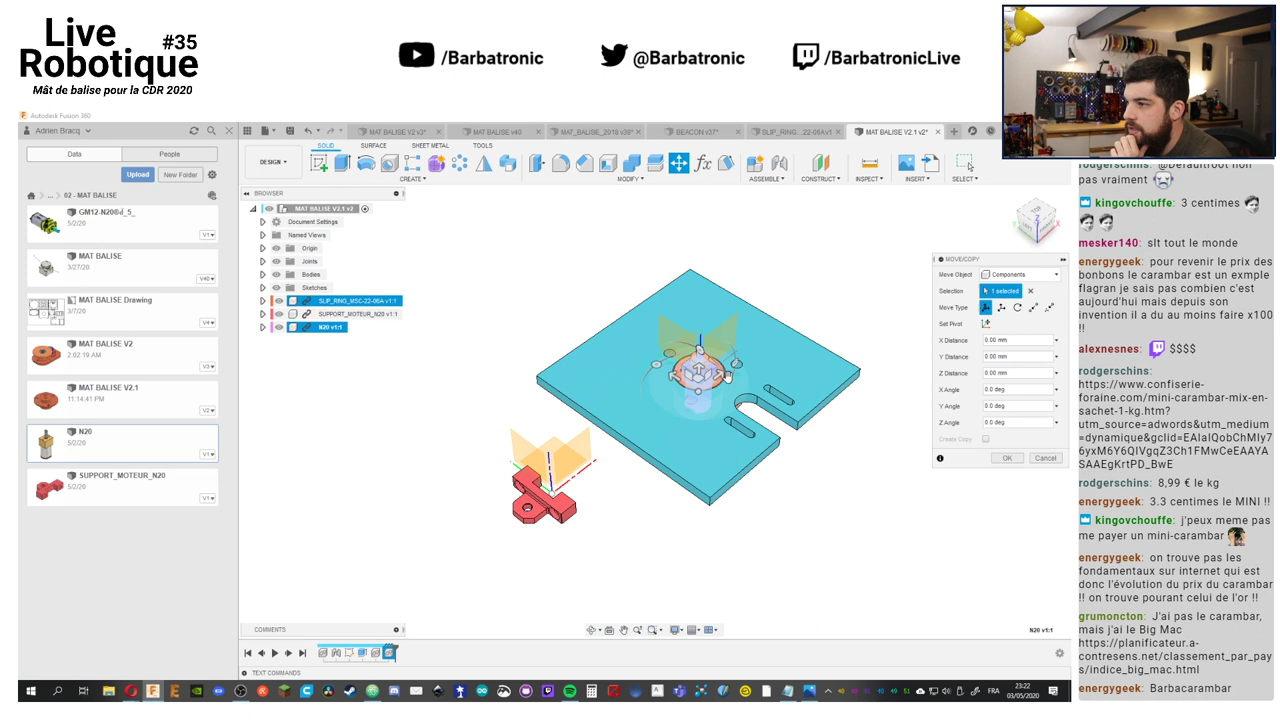 Live
Robotique #35
Mât de balise pour la CDR 2020
/Barbatronic
@Barbatronic
/BarbatronicLive
Autodesk Fusion 360
Adrien Bracq
MAT BALISE V2 v3*
MAT BALISE v40
MAT_BALISE_2018 v39*
BEACON v37*
SLIP_RING...22-06A v1
MAT BALISE V2.1 v2*
Data
People
Upload
New Folder
... 02 - MAT BALISE
5/2/20
V1
MAT BALISE
3/27/20
V40
MAT BALISE Drawing
3/7/20
V4
MAT BALISE V2
2:02:19 AM
V3
MAT BALISE V2.1
11:14:41 PM
V2
N20
5/2/20
V1
SUPPORT_MOTEUR_N20
5/2/20
V1
SOLID
SURFACE
SHEET METAL
TOOLS
DESIGN
CREATE
MODIFY
ASSEMBLE
CONSTRUCT
INSPECT
INSERT
SELECT
BROWSER
MAT BALISE V2.1 v2
Document Settings
Named Views
Origin
Joints
Bodies
Sketches
SLIP_RING_MSC-22-06A v1:1
SUPPORT_MOTEUR_N20 v1:1
N20 v1:1
MOVE/COPY
Move Object
Components
Selection
1 selected
Move Type
Set Pivot
X Distance 0.00 mm
Y Distance 0.00 mm
Z Distance 0.00 mm
X Angle 0.0 deg
Y Angle 0.0 deg
Z Angle 0.0 deg
Create Copy
OK
Cancel
COMMENTS
N20 v1:1
TEXT COMMANDS
FRA
23:22
03/05/2020
rodgerschins: @Defaultroot non
pas vraiment
kingovchouffe: 3 centimes
mesker140: slt tout le monde
energygeek: pour revenir le prix des
bonbons le carambar est un exmple
flagran je sais pas combien c'est
aujourd'hui mais depuis son
invention il a du au moins faire x100
!!
alexnesnes: $$$$
rodgerschins:
https://www.confiserie-
foraine.com/mini-carambar-mix-en-
sachet-1-kg.htm?
utm_source=adwords&utm_medium
rodgerschins: 8,99 € le kg
energygeek: 3.3 centimes le MINI !!
kingovchouffe: j'peux meme pas
me payer un mini-carambar
energygeek: on trouve pas les
fondamentaux sur internet qui est
donc l'évolution du prix du carambar
!! on trouve pourant celui de l'or !!
grumoncton: J'ai pas le carambar,
mais j'ai le Big Mac
https://planificateur.a-
contresens.net/classement_par_pay
s/indice_big_mac.html
energygeek: Barbacarambar